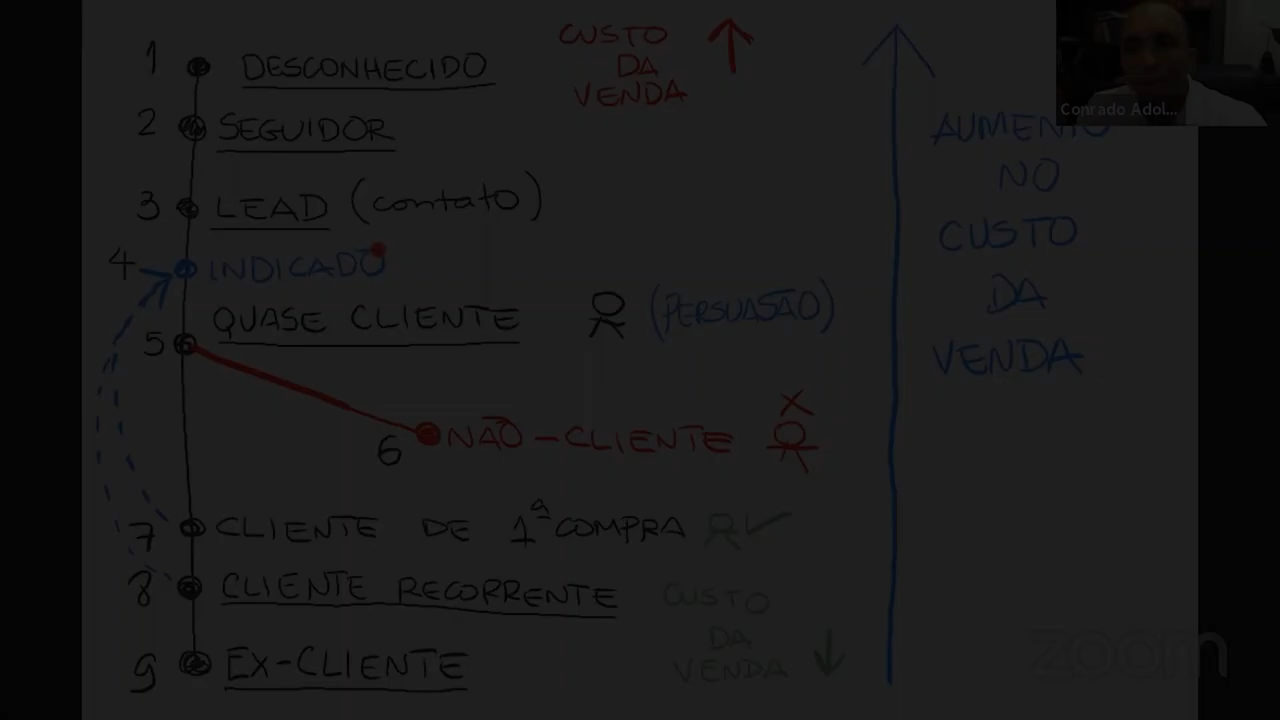 1 DESCONHECIDO
2 SEGUIDOR
3 LEAD (contato)
4 INDICADO
5 QUASE CLIENTE (PERSUASÃO)
6 NÃO-CLIENTE X
7 CLIENTE DE 1ª COMPRA
8 CLIENTE RECORRENTE
9 EX-CLIENTE
CUSTO
DA
VENDA
CUSTO
DA
VENDA
AUMENTO
NO
CUSTO
DA
VENDA
Conrado Adol...
zoom